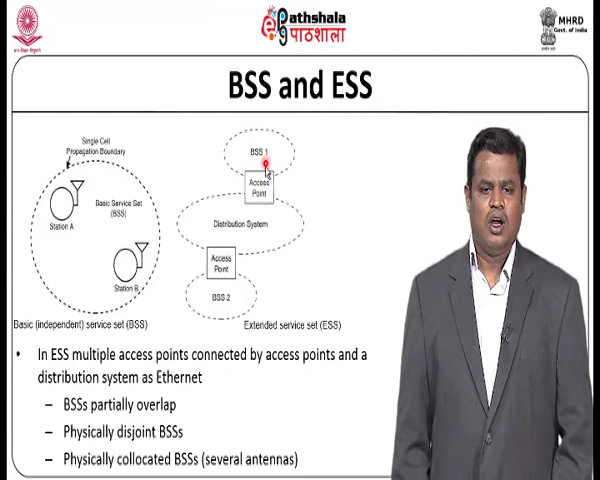 Pathshala
पाठशाला
MHRD
Govt. of India
BSS and ESS
Single Cell
Propagation Boundary
Station A
Basic Service Set
(BSS)
Station B
Basic (independent) service set (BSS)
BSS 1
Access
Point
Distribution System
Access
Point
BSS 2
Extended service set (ESS)
• In ESS multiple access points connected by access points and a
distribution system as Ethernet
– BSSs partially overlap
– Physically disjoint BSSs
– Physically collocated BSSs (several antennas)